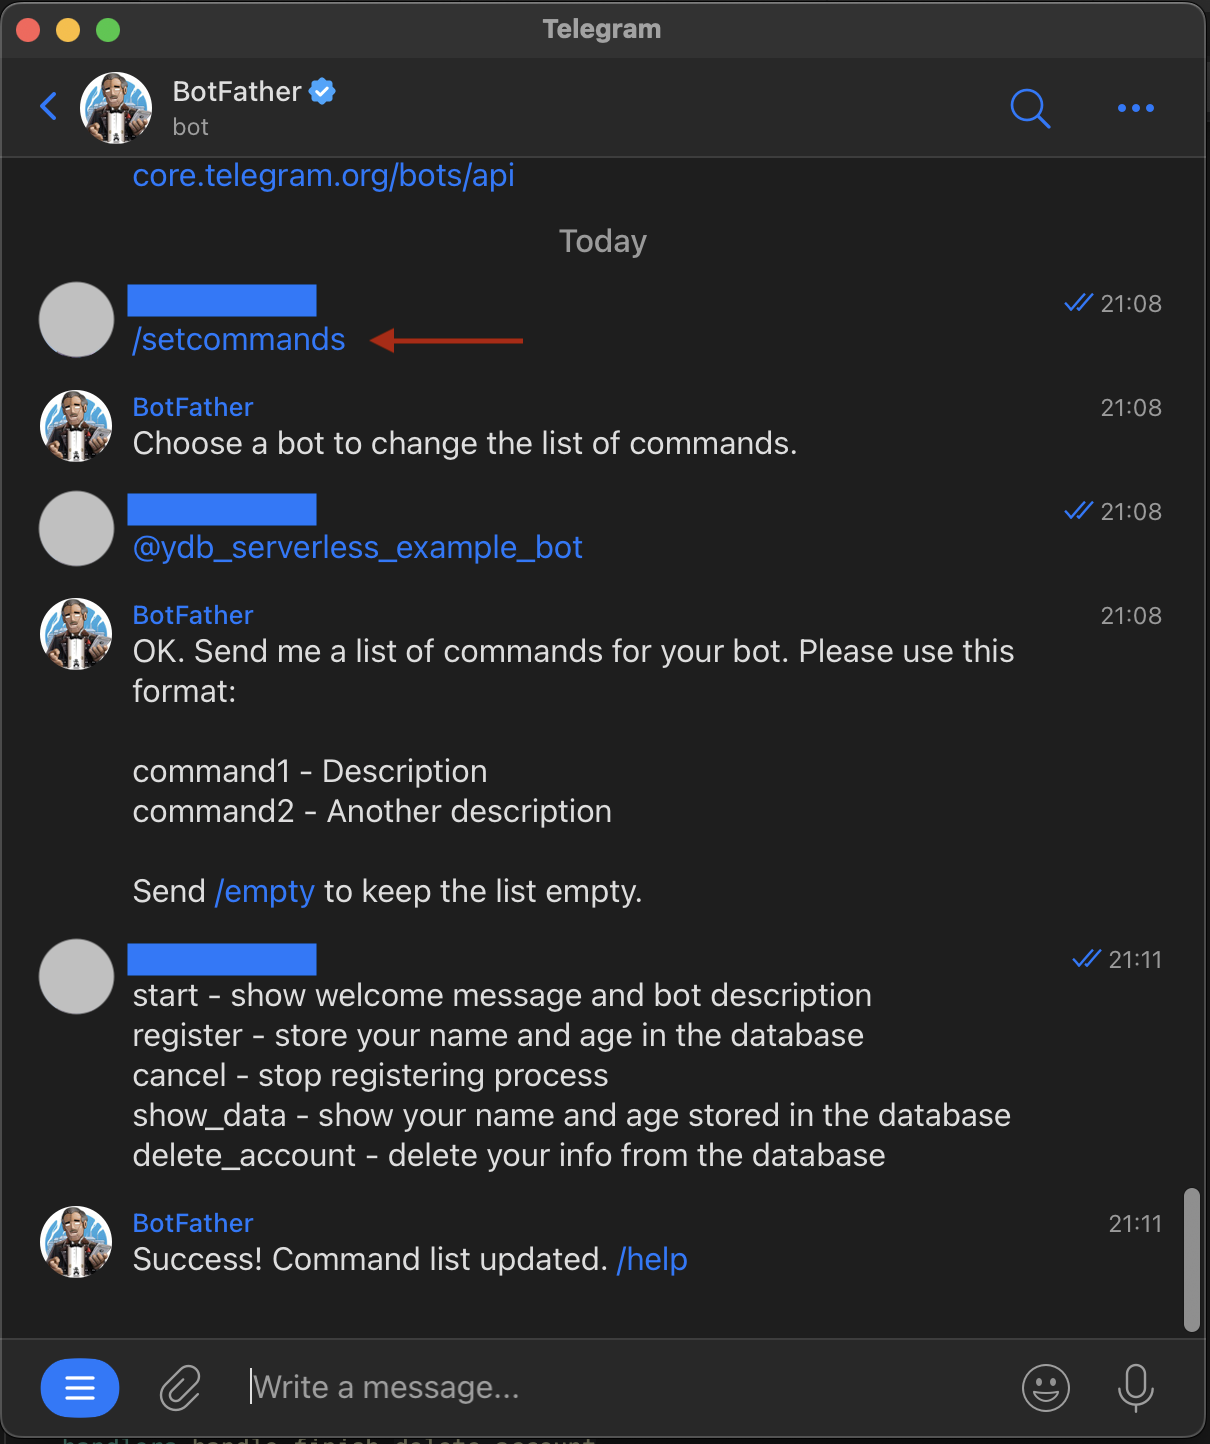 Telegram
BotFather
bot
core.telegram.org/bots/api
Today
21:08
/setcommands
BotFather
21:08
Choose a bot to change the list of commands.
21:08
@ydb_serverless_example_bot
BotFather
21:08
OK. Send me a list of commands for your bot. Please use this
format:
command1 - Description
command2 - Another description
Send /empty to keep the list empty.
21:11
start - show welcome message and bot description
register - store your name and age in the database
cancel - stop registering process
show_data - show your name and age stored in the database
delete_account - delete your info from the database
BotFather
21:11
Success! Command list updated. /help
Write a message...